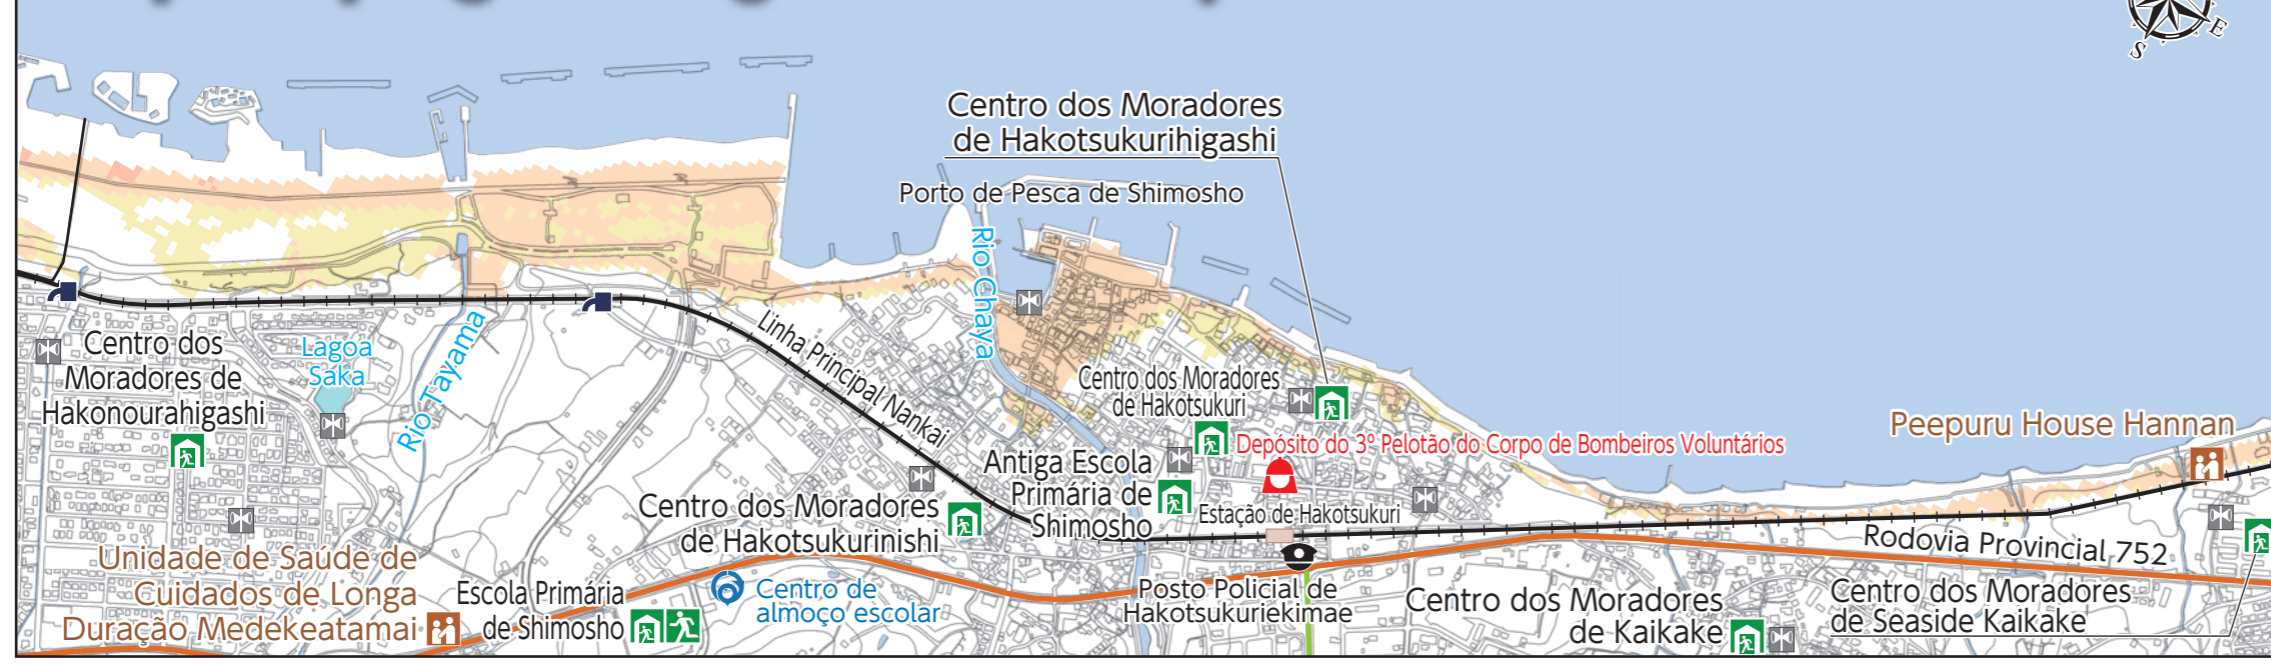 S
E
Centro dos Moradores
de Hakotsukurihigashi
Porto de Pesca de Shimosho
Rio Chaya
Linha Principal Nankai
Centro dos
Moradores de
Hakonourahigashi
Lagoa
Saka
Rio Tayama
Centro dos Moradores
de Hakotsukuri
Depósito do 3º Pelotão do Corpo de Bombeiros Voluntários
Peepuru House Hannan
Antiga Escola
Primária de
Shimosho
Estação de Hakotsukuri
Centro dos Moradores
de Hakotsukurinishi
Rodovia Provincial 752
Unidade de Saúde de
Cuidados de Longa
Duração Medekeatamai
Escola Primária
de Shimosho
Centro de
almoço escolar
Posto Policial de
Hakotsukuriekimae
Centro dos Moradores
de Kaikake
Centro dos Moradores
de Seaside Kaikake